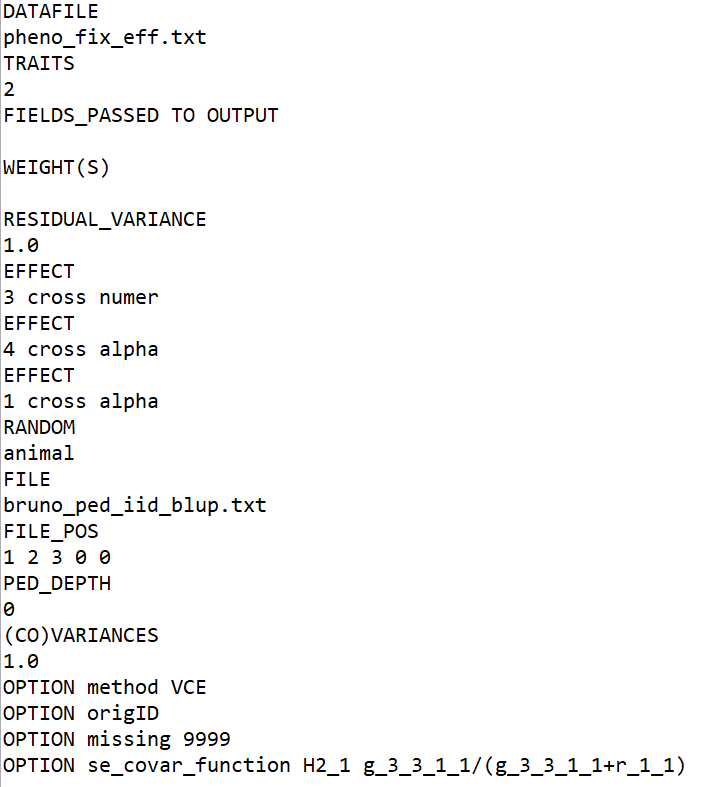 DATAFILE
pheno_fix_eff.txt
TRAITS
2
FIELDS_PASSED TO OUTPUT
WEIGHT(S)
RESIDUAL_VARIANCE
1.0
EFFECT
3 cross numer
EFFECT
4 cross alpha
EFFECT
1 cross alpha
RANDOM
animal
FILE
bruno_ped_iid_blup.txt
FILE_POS
1 2 3 0 0
PED_DEPTH
0
(CO)VARIANCES
1.0
OPTION method VCE
OPTION origID
OPTION missing 9999
OPTION se_covar_function H2_1 g_3_3_1_1/(g_3_3_1_1+r_1_1)